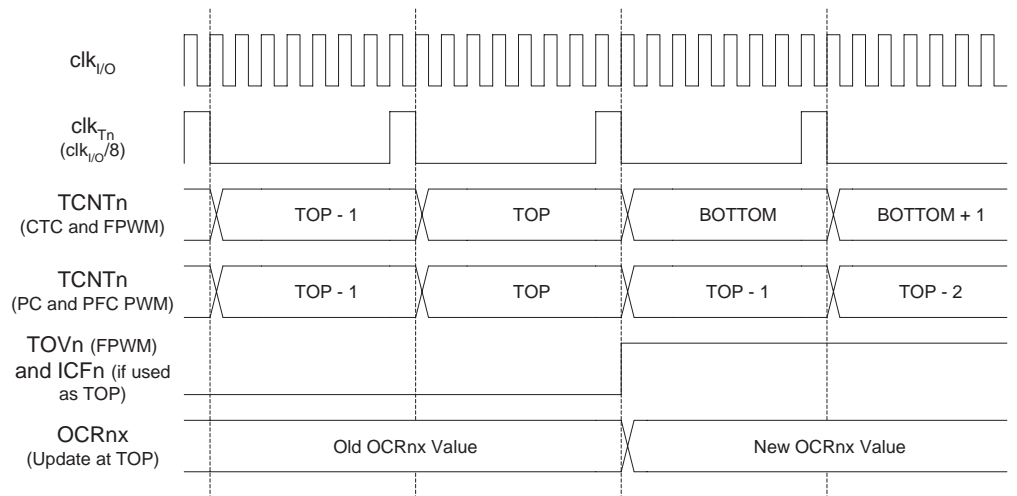 clkI/O
clkTn
(clkI/O/8)
TCNTn
(CTC and FPWM)
TOP - 1
TOP
BOTTOM
BOTTOM + 1
TCNTn
(PC and PFC PWM)
TOP - 1
TOP
TOP - 1
TOP - 2
TOVn (FPWM)
and ICFn (if used
as TOP)
OCRnx
(Update at TOP)
Old OCRnx Value
New OCRnx Value